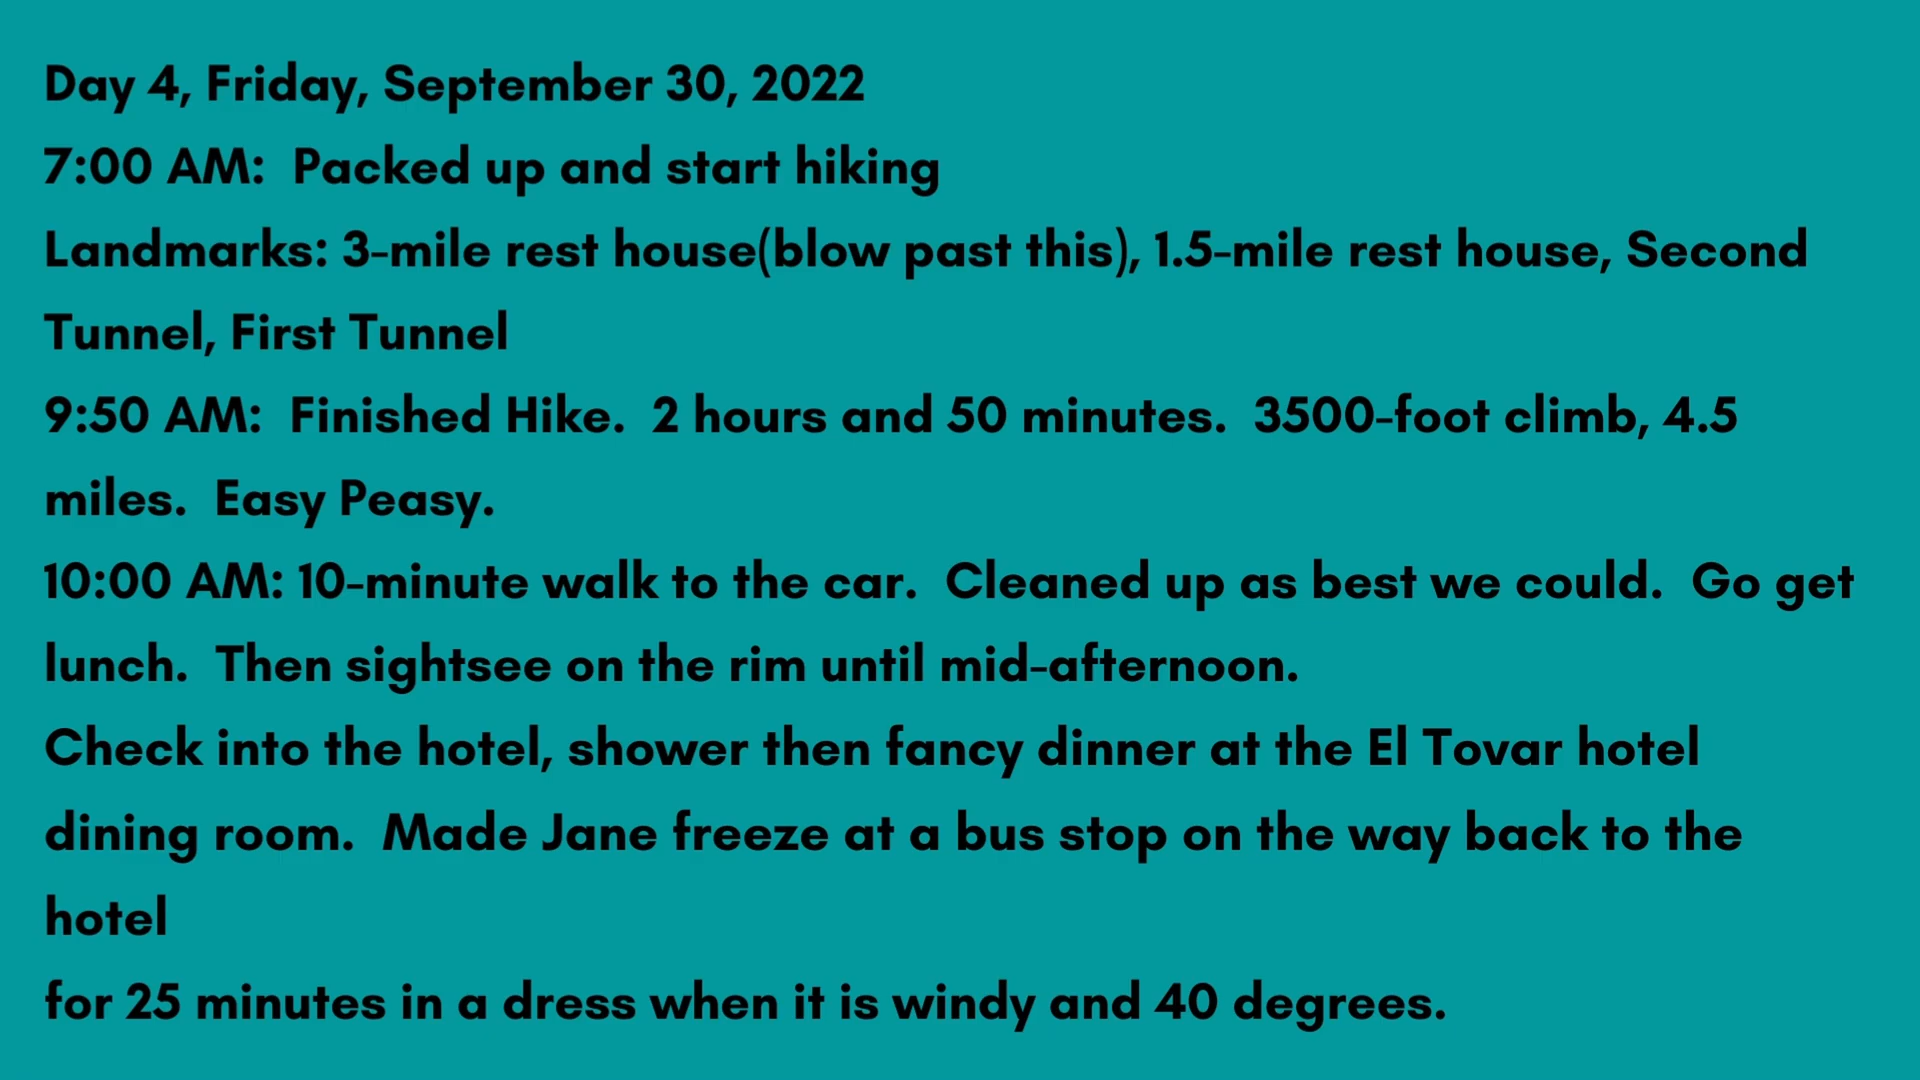 Day 4, Friday, September 30, 2022
7:00 AM:  Packed up and start hiking
Landmarks: 3-mile rest house(blow past this), 1.5-mile rest house, Second
Tunnel, First Tunnel
9:50 AM:  Finished Hike.  2 hours and 50 minutes.  3500-foot climb, 4.5
miles.  Easy Peasy.
10:00 AM: 10-minute walk to the car.  Cleaned up as best we could.  Go get
lunch.  Then sightsee on the rim until mid-afternoon.
Check into the hotel, shower then fancy dinner at the El Tovar hotel
dining room.  Made Jane freeze at a bus stop on the way back to the
hotel
for 25 minutes in a dress when it is windy and 40 degrees.